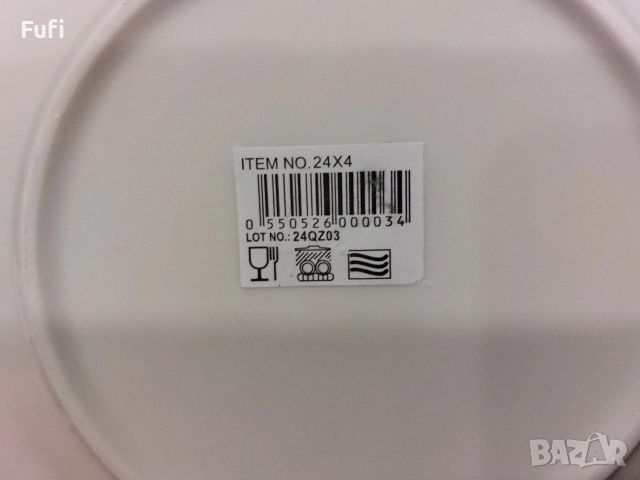 Fufi
ITEM NO. 24X4
0 550526 000034
LOT NO.: 24QZ03
BAZAR